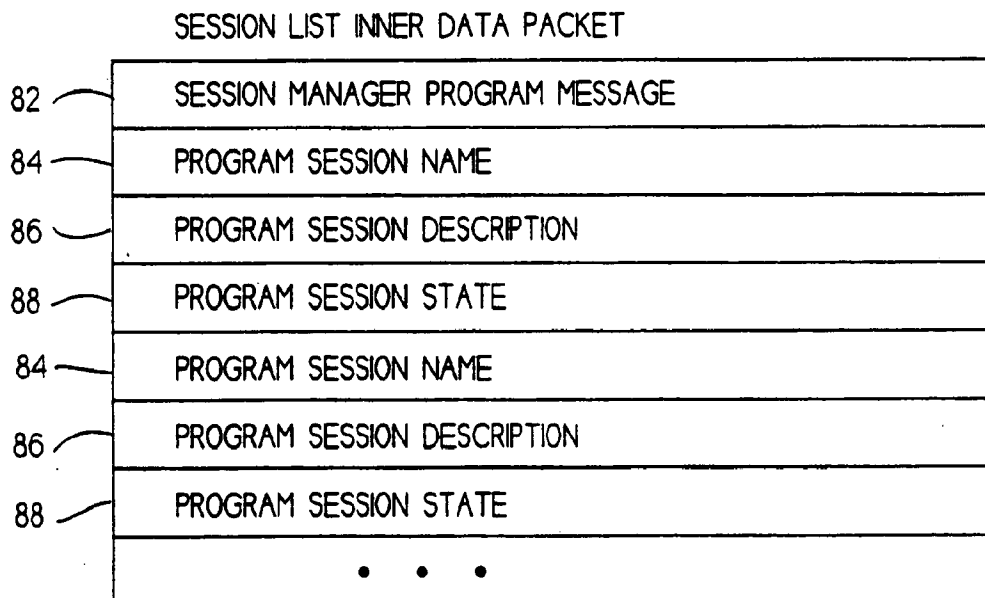 SESSION LIST INNER DATA PACKET
82 SESSION MANAGER PROGRAM MESSAGE
84 PROGRAM SESSION NAME
86 PROGRAM SESSION DESCRIPTION
88 PROGRAM SESSION STATE
84 PROGRAM SESSION NAME
86 PROGRAM SESSION DESCRIPTION
88 PROGRAM SESSION STATE
• • •